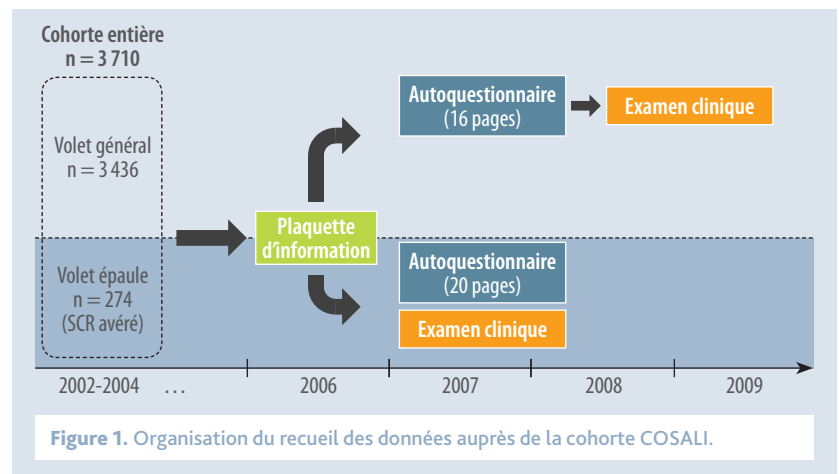 Cohorte entière
n = 3 710
Volet général
n = 3 436
Volet épaule
n = 274
(SCR avéré)
Plaquette
d'information
Autoquestionnaire
(16 pages)
Examen clinique
Autoquestionnaire
(20 pages)
Examen clinique
2002-2004 … 2006 2007 2008 2009
Figure 1. Organisation du recueil des données auprès de la cohorte COSALI.